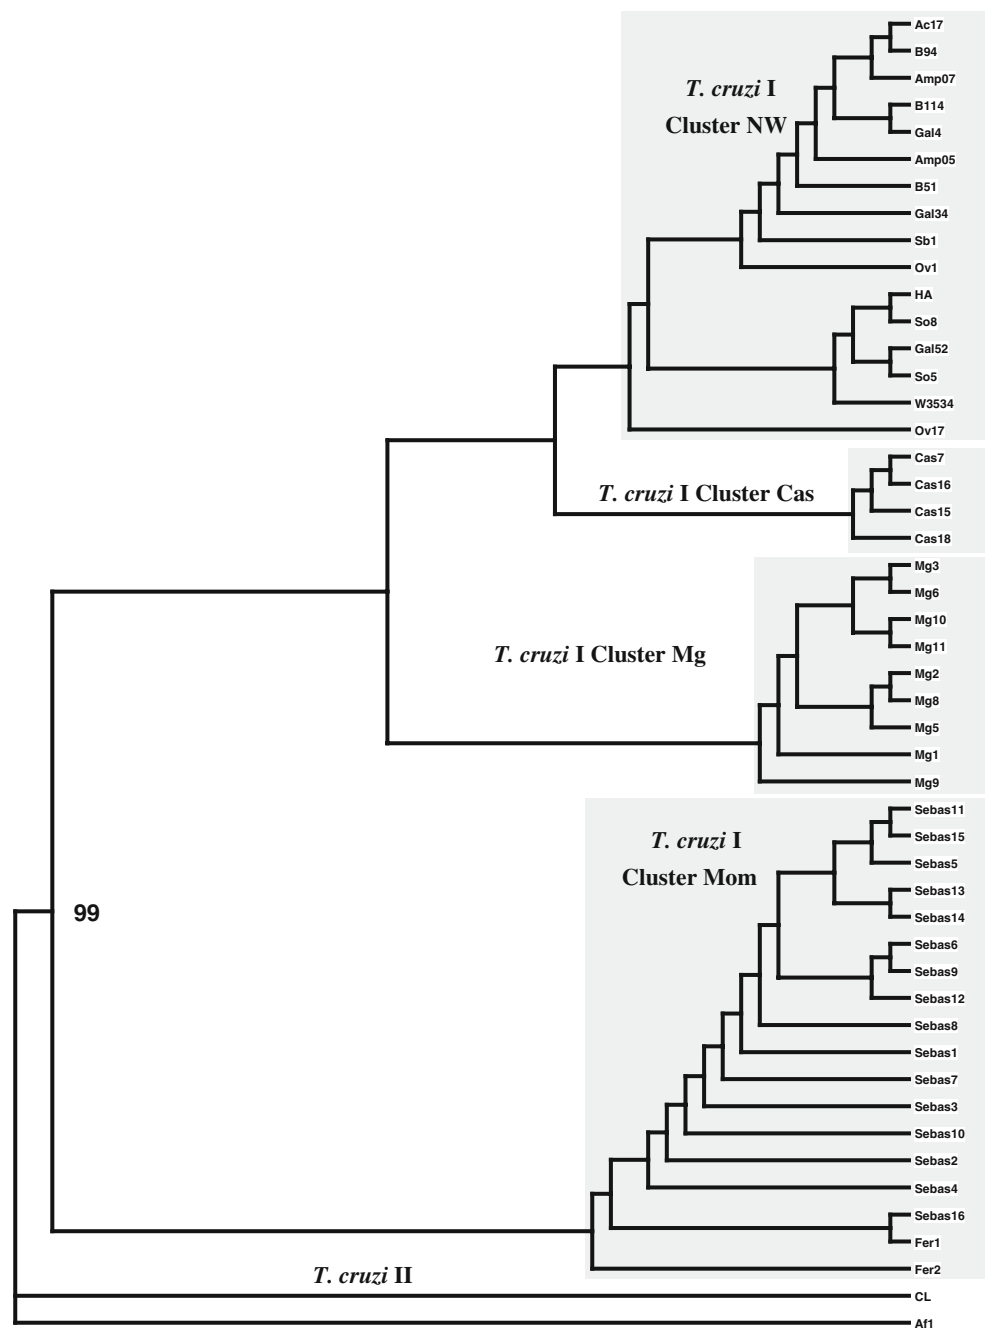 Ac17
B94
Amp07
T. cruzi I
Cluster NW
B114
Gal4
Amp05
B51
Gal34
Sb1
Ov1
HA
So8
Gal52
So5
W3534
Ov17
Cas7
Cas16
T. cruzi I Cluster Cas
Cas15
Cas18
Mg3
Mg6
Mg10
Mg11
T. cruzi I Cluster Mg
Mg2
Mg8
Mg5
Mg1
Mg9
Sebas11
Sebas15
T. cruzi I
Cluster Mom
Sebas5
Sebas13
99
Sebas14
Sebas6
Sebas9
Sebas12
Sebas8
Sebas1
Sebas7
Sebas3
Sebas10
Sebas2
Sebas4
Sebas16
Fer1
Fer2
T. cruzi II
CL
Af1